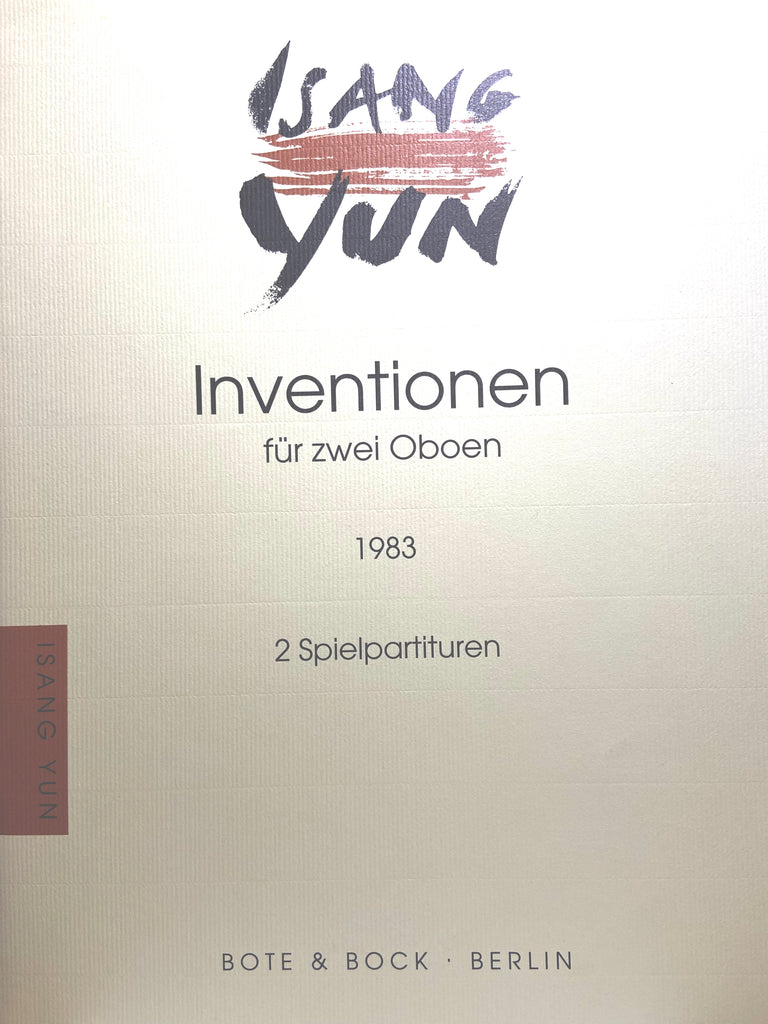 ISANG
YUN
Inventionen
für zwei Oboen
1983
2 Spielpartituren
ISANG YUN
BOTE & BOCK · BERLIN